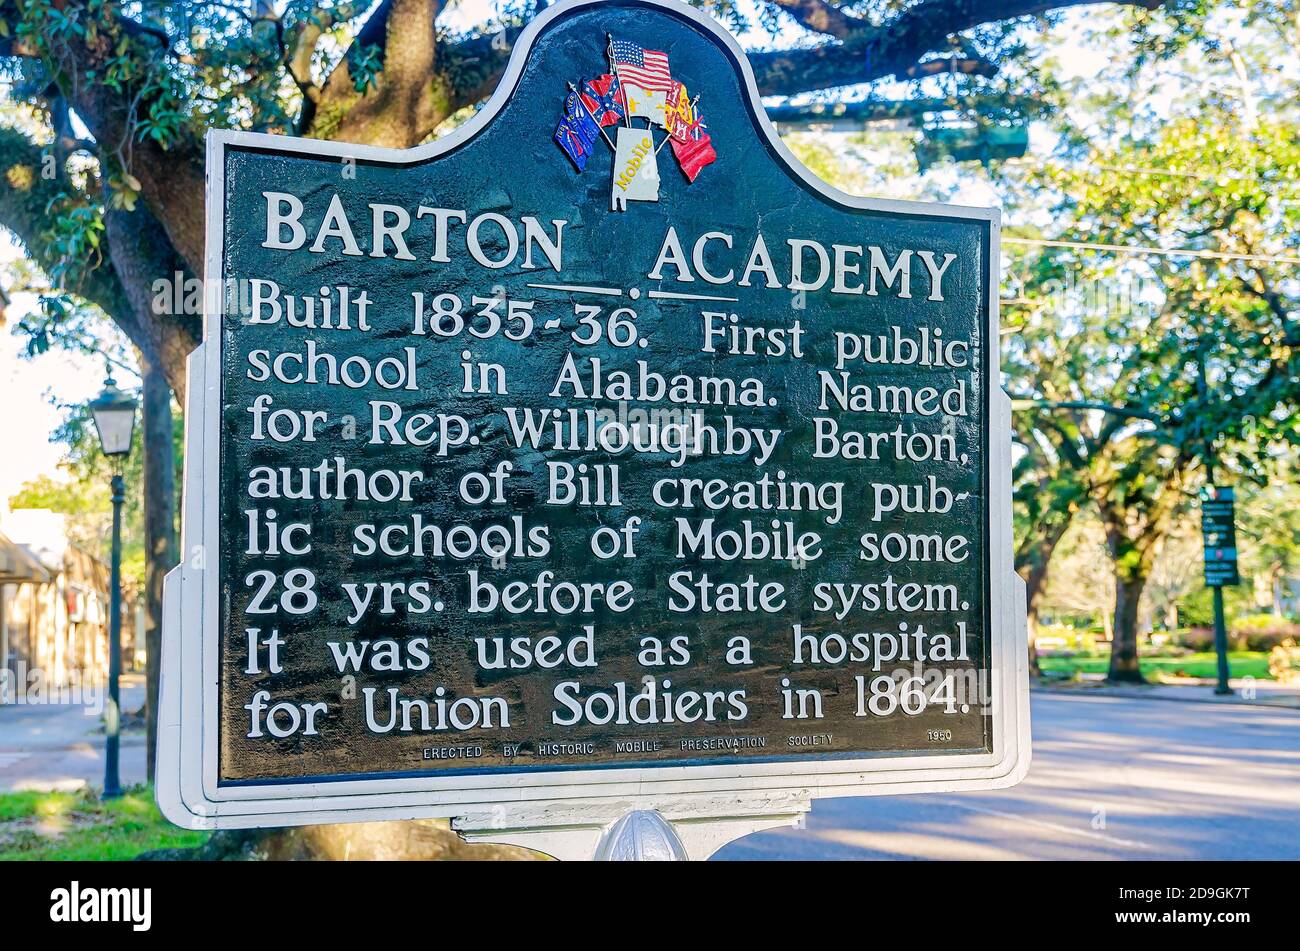 Mobile
BARTON ACADEMY
Built 1835-36. First public
school in Alabama. Named
for Rep. Willoughby Barton,
author of Bill creating pub-
lic schools of Mobile some
28 yrs. before State system.
It was used as a hospital
for Union Soldiers in 1864.
ERECTED BY HISTORIC MOBILE PRESERVATION SOCIETY 1950
alamy
Image ID: 2D9GK7T
www.alamy.com